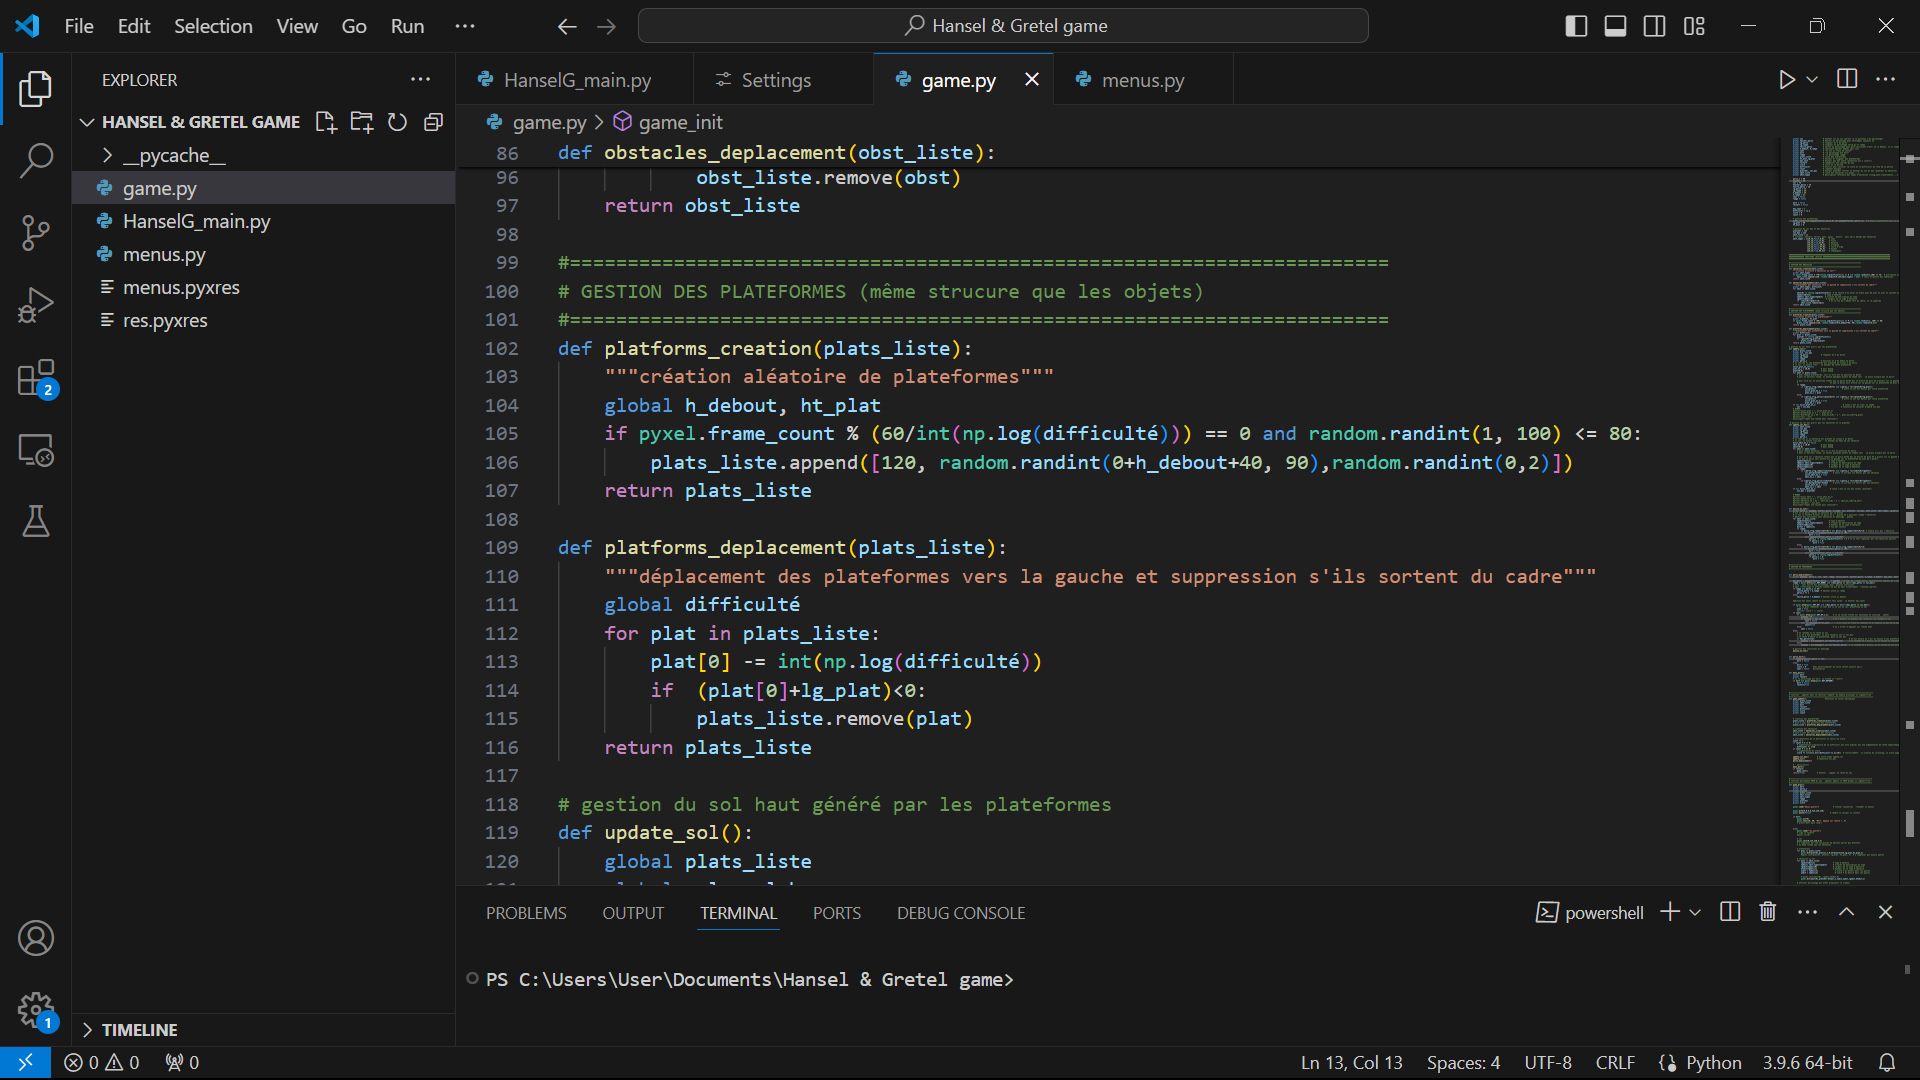 File Edit Selection View Go Run ···
Hansel & Gretel game
EXPLORER
HanselG_main.py
Settings
game.py
menus.py
HANSEL & GRETEL GAME
__pycache__
game.py
HanselG_main.py
menus.py
menus.pyxres
res.pyxres
game.py > game_init
86 def obstacles_deplacement(obst_liste):
96 obst_liste.remove(obst)
97 return obst_liste
98
99 #=======================================================================
100 # GESTION DES PLATEFORMES (même strucure que les objets)
101 #=======================================================================
102 def platforms_creation(plats_liste):
103 """création aléatoire de plateformes"""
104 global h_debout, ht_plat
105 if pyxel.frame_count % (60/int(np.log(difficulté))) == 0 and random.randint(1, 100) <= 80:
106 plats_liste.append([120, random.randint(0+h_debout+40, 90),random.randint(0,2)])
107 return plats_liste
108
109 def platforms_deplacement(plats_liste):
110 """déplacement des plateformes vers la gauche et suppression s'ils sortent du cadre"""
111 global difficulté
112 for plat in plats_liste:
113 plat[0] -= int(np.log(difficulté))
114 if  (plat[0]+lg_plat)<0:
115 plats_liste.remove(plat)
116 return plats_liste
117
118 # gestion du sol haut généré par les plateformes
119 def update_sol():
120 global plats_liste
PROBLEMS OUTPUT TERMINAL PORTS DEBUG CONSOLE
powershell
PS C:\Users\User\Documents\Hansel & Gretel game>
2
1
TIMELINE
0 0 0
Ln 13, Col 13 Spaces: 4 UTF-8 CRLF Python 3.9.6 64-bit